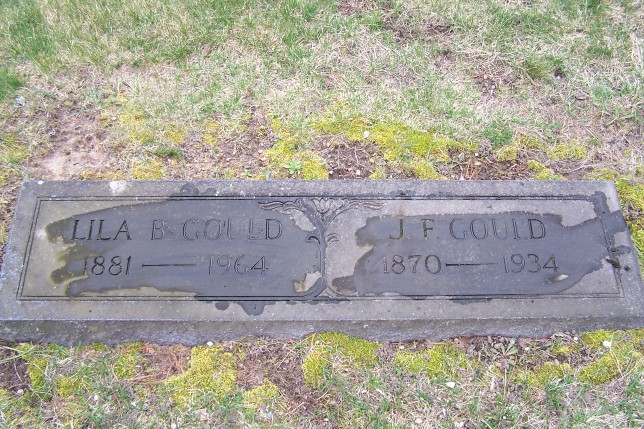 LILA B GOULD
1881 — 1964
J F GOULD
1870 — 1934